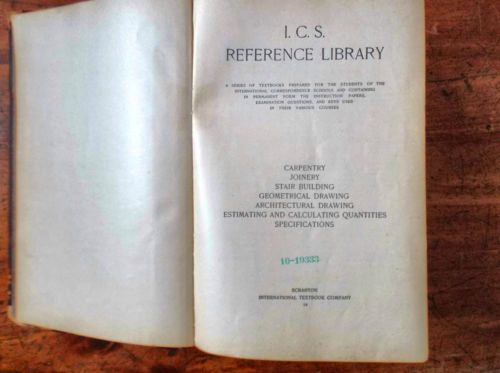 I. C. S.
REFERENCE LIBRARY
A SERIES OF TEXTBOOKS PREPARED FOR THE STUDENTS OF THE
INTERNATIONAL CORRESPONDENCE SCHOOLS AND CONTAINING
IN PERMANENT FORM THE INSTRUCTION PAPERS,
EXAMINATION QUESTIONS, AND KEYS USED
IN THEIR VARIOUS COURSES
CARPENTRY
JOINERY
STAIR BUILDING
GEOMETRICAL DRAWING
ARCHITECTURAL DRAWING
ESTIMATING AND CALCULATING QUANTITIES
SPECIFICATIONS
10-19333
SCRANTON
INTERNATIONAL TEXTBOOK COMPANY